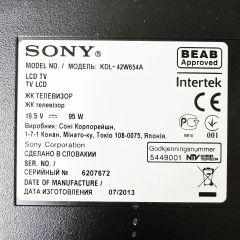 SONY
BEAB
Approved
MODEL NO. / МОДЕЛЬ: KDL-42W654A
Intertek
LCD TV
TV LCD
ЖК ТЕЛЕВИЗОР
ЖК телевізор
19.5 V 95 W
Виробник: Соні Корпорейшн,
1-7-1 Конан, Мінато-ку, Токіо 108-0075, Японія.
001
Sony Corporation
СДЕЛАНО В СЛОВАКИИ
Godkjenningsnummer
5449001 NTV
SERIAL NO.
СЕРИЙНЫЙ № 6207672
DATE OF MANUFACTURE
ДАТА ИЗГОТОВЛЕНИЯ 07/2013